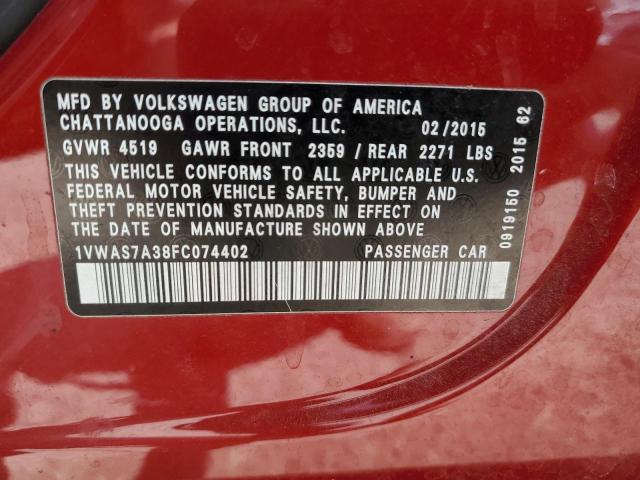 MFD BY VOLKSWAGEN GROUP OF AMERICA
CHATTANOOGA OPERATIONS, LLC. 02/2015
GVWR 4519 GAWR FRONT 2359/REAR 2271 LBS
THIS VEHICLE CONFORMS TO ALL APPLICABLE U.S.
FEDERAL MOTOR VEHICLE SAFETY, BUMPER AND
THEFT PREVENTION STANDARDS IN EFFECT ON
THE DATE OF MANUFACTURE SHOWN ABOVE
1VWAS7A38FC074402 PASSENGER CAR
0919150 2015 62